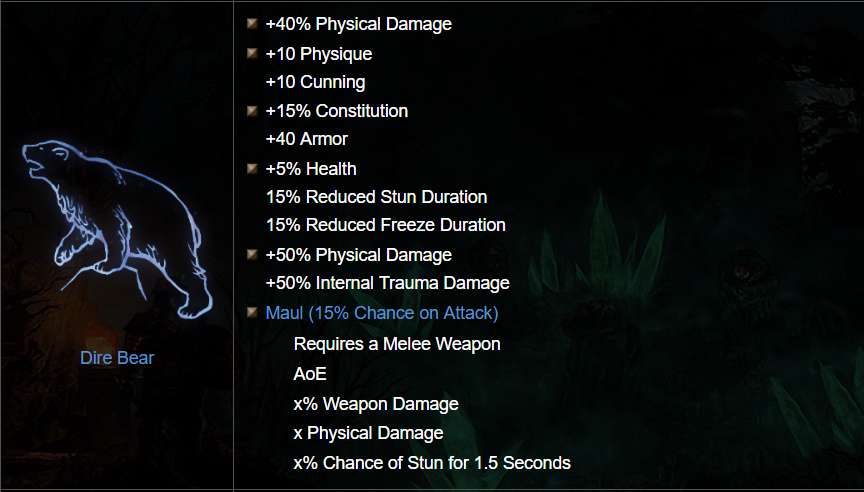 +40% Physical Damage
+10 Physique
+10 Cunning
+15% Constitution
+40 Armor
+5% Health
15% Reduced Stun Duration
15% Reduced Freeze Duration
+50% Physical Damage
+50% Internal Trauma Damage
Maul (15% Chance on Attack)
Requires a Melee Weapon
AoE
x% Weapon Damage
x Physical Damage
x% Chance of Stun for 1.5 Seconds
Dire Bear